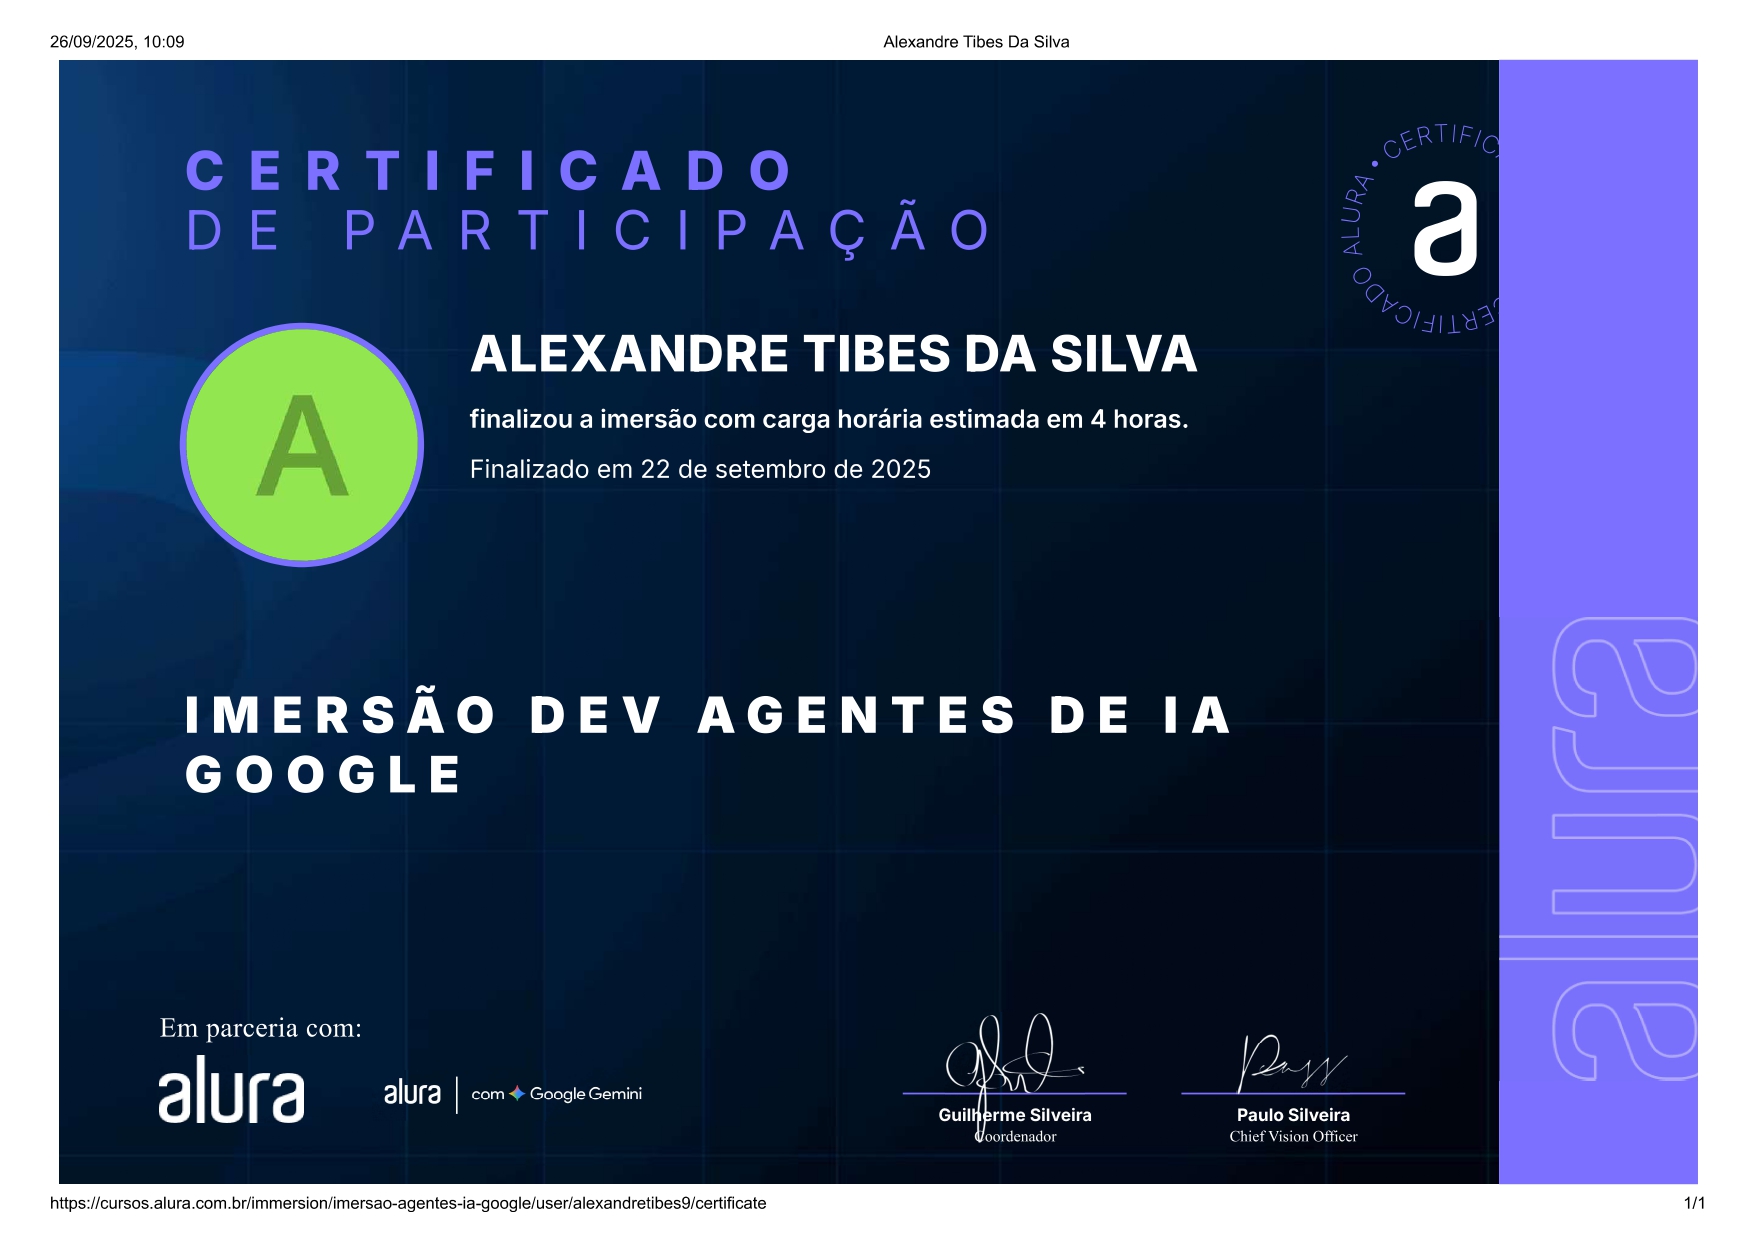 26/09/2025, 10:09
Alexandre Tibes Da Silva
CERTIFICADO
DE PARTICIPAÇÃO
CERTIFICADO ALURA • CERTIFIC
a
A
ALEXANDRE TIBES DA SILVA
finalizou a imersão com carga horária estimada em 4 horas.
Finalizado em 22 de setembro de 2025
IMERSÃO DEV AGENTES DE IA
GOOGLE
alura
Em parceria com:
alura
alura | com Google Gemini
Guilherme Silveira
Coordenador
Paulo Silveira
Chief Vision Officer
https://cursos.alura.com.br/immersion/imersao-agentes-ia-google/user/alexandretibes9/certificate
1/1